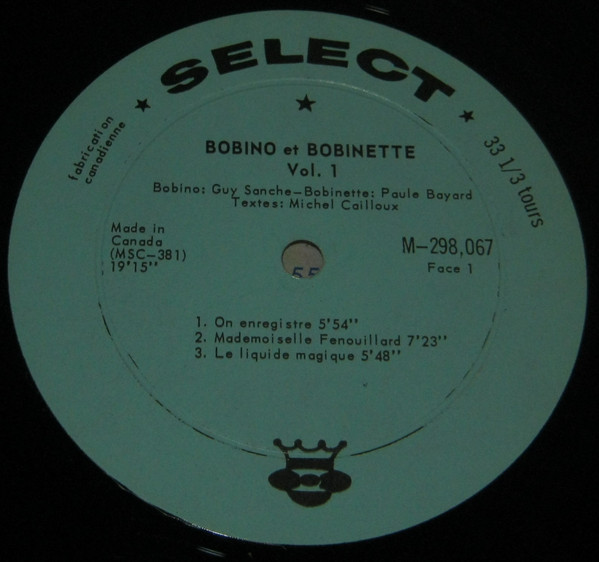 SELECT
fabrication
canadienne
33 1/3 tours
BOBINO et BOBINETTE
Vol. 1
Bobino: Guy Sanche-Bobinette: Paule Bayard
Textes: Michel Cailloux
Made in
Canada
(MSC-381)
19'15''
M-298,067
Face 1
1. On enregistre 5'54''
2. Mademoiselle Fenouillard 7'23''
3. Le liquide magique 5'48''